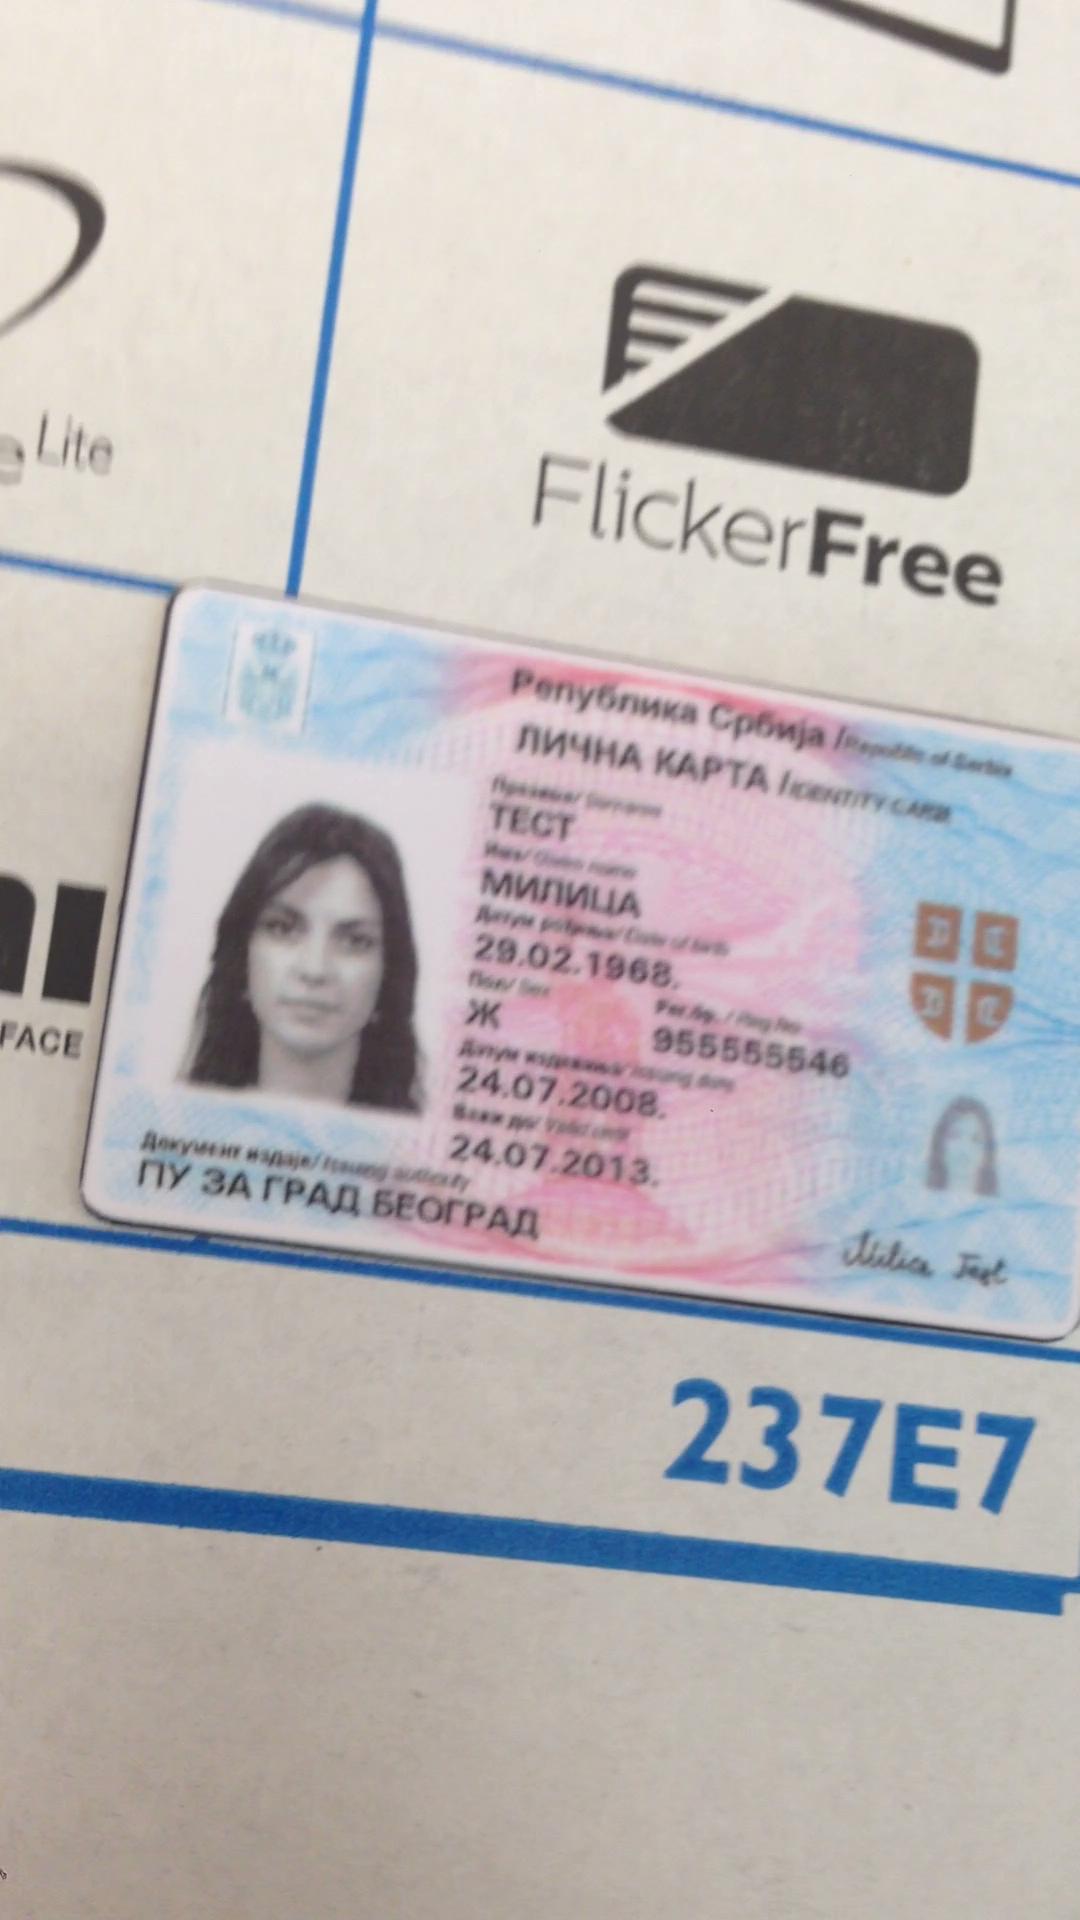 Lite
FlickerFree
FACE
Република Србија / Republic of Serbia
ЛИЧНА КАРТА / IDENTITY CARD
Презиме/ Surname
ТЕСТ
Име/ Given name
МИЛИЦА
Датум рођења/ Date of birth
29.02.1968.
Пол/ Sex
Ж
Рег.бр. / Reg.No
955555546
Датум издавања/ Issuing date
24.07.2008.
Важи до/ Valid until
24.07.2013.
Документ издаје/ Issuing authority
ПУ ЗА ГРАД БЕОГРАД
Milica Test
237E7